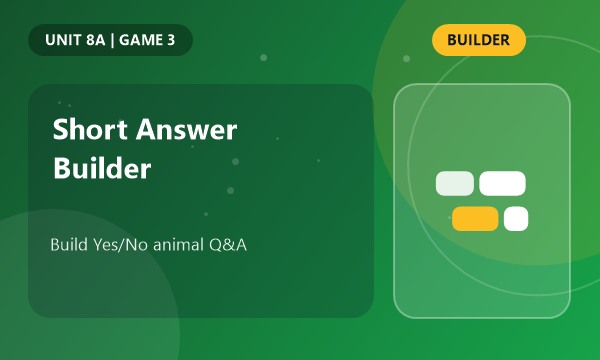 UNIT 8A | GAME 3
BUILDER
Short Answer
Builder
Build Yes/No animal Q&A